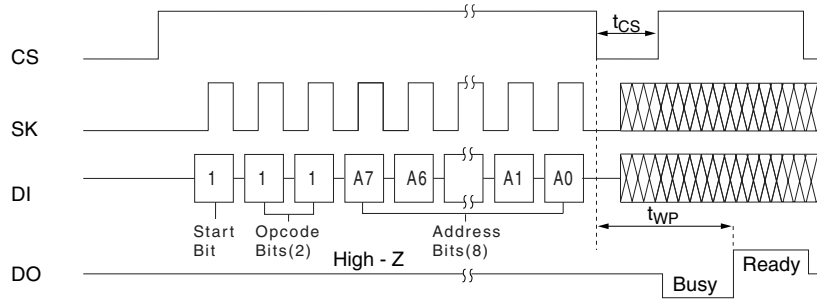 CS
tCS
SK
DI
1
1
1
A7
A6
A1
A0
Start
Bit
Opcode
Bits(2)
Address
Bits(8)
tWP
DO
High - Z
Busy
Ready